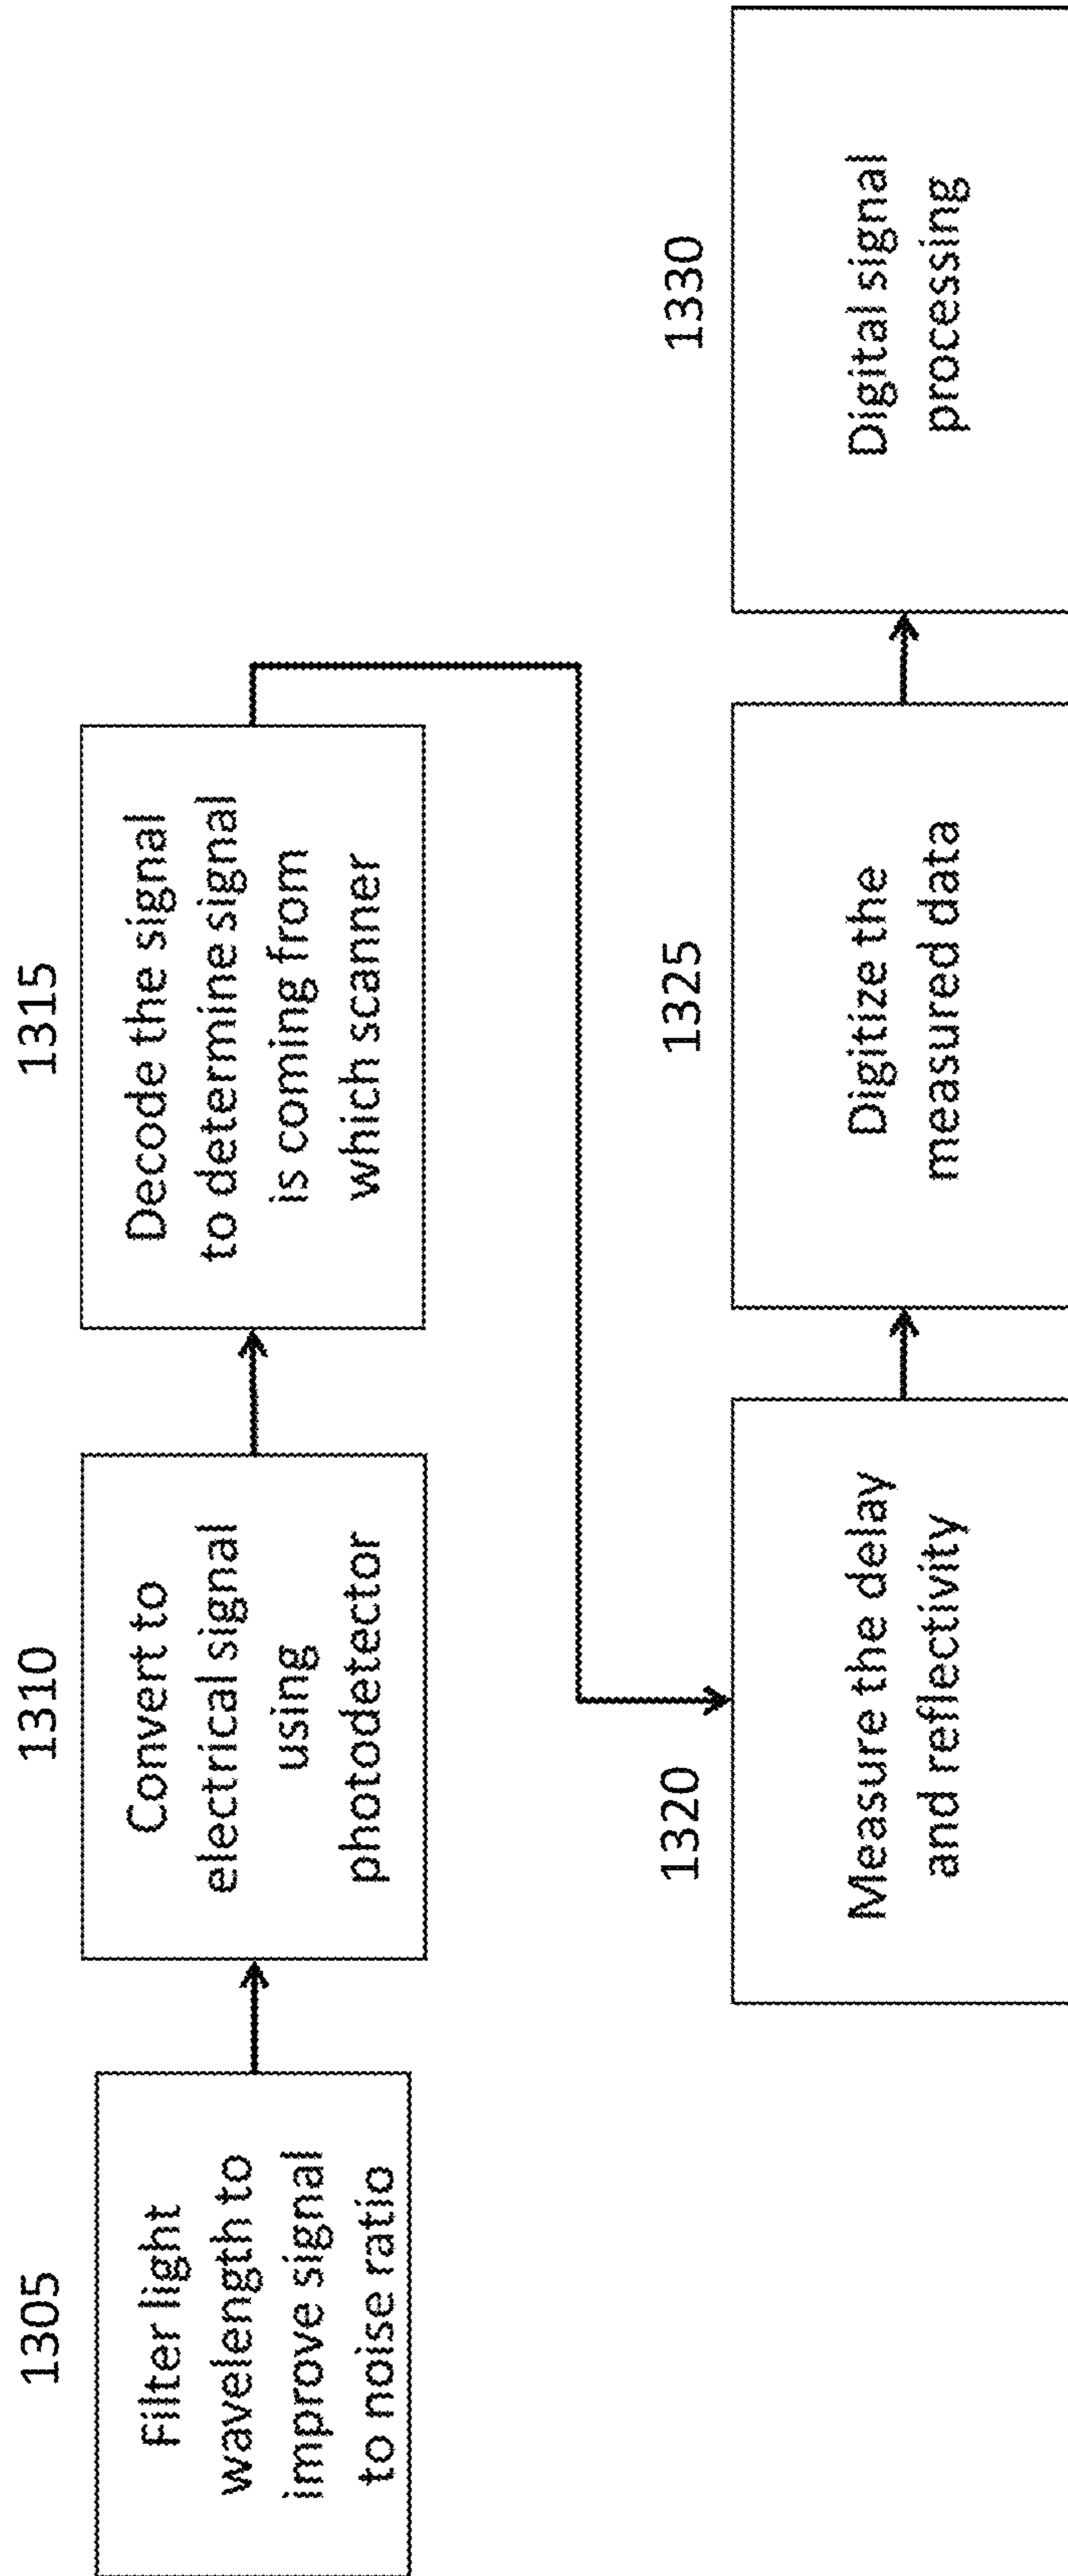 1305
Filter light
wavelength to
improve signal
to noise ratio
1310
Convert to
electrical signal
using
photodetector
1315
Decode the signal
to determine signal
is coming from
which scanner
1320
Measure the delay
and reflectivity
1325
Digitize the
measured data
1330
Digital signal
processing